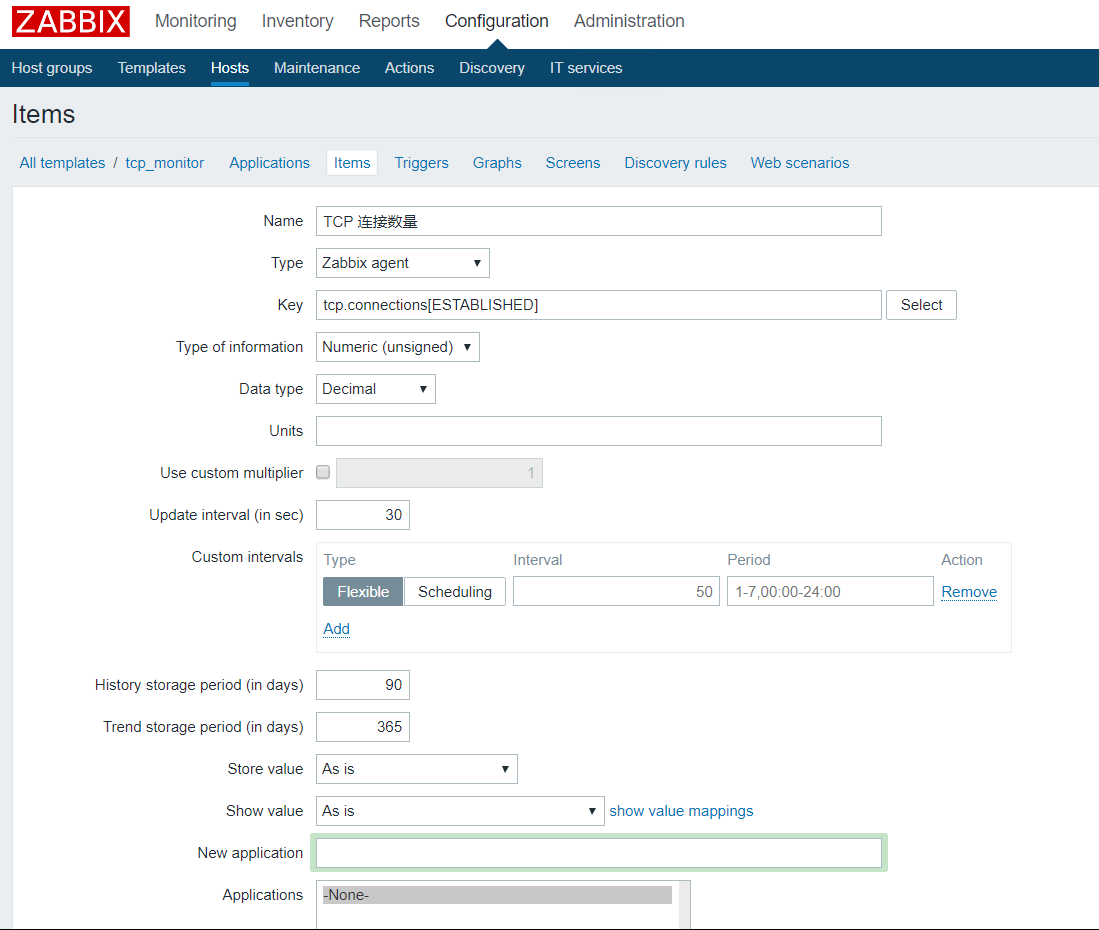 ZABBIX Monitoring Inventory Reports Configuration Administration
Host groups Templates Hosts Maintenance Actions Discovery IT services
Items
All templates / tcp_monitor Applications Items Triggers Graphs Screens Discovery rules Web scenarios
Name TCP 连接数量
Type Zabbix agent
Key tcp.connections[ESTABLISHED] Select
Type of information Numeric (unsigned)
Data type Decimal
Units
Use custom multiplier 1
Update interval (in sec) 30
Custom intervals Type Interval Period Action
Flexible Scheduling 50 1-7,00:00-24:00 Remove
Add
History storage period (in days) 90
Trend storage period (in days) 365
Store value As is
Show value As is show value mappings
New application
Applications -None-